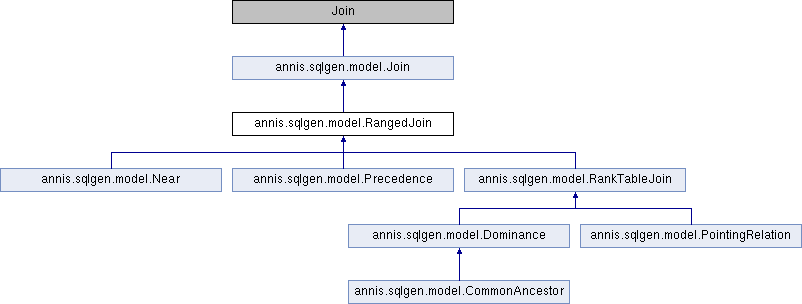 Join
annis.sqlgen.model.Join
annis.sqlgen.model.RangedJoin
annis.sqlgen.model.Near
annis.sqlgen.model.Precedence
annis.sqlgen.model.RankTableJoin
annis.sqlgen.model.Dominance
annis.sqlgen.model.PointingRelation
annis.sqlgen.model.CommonAncestor